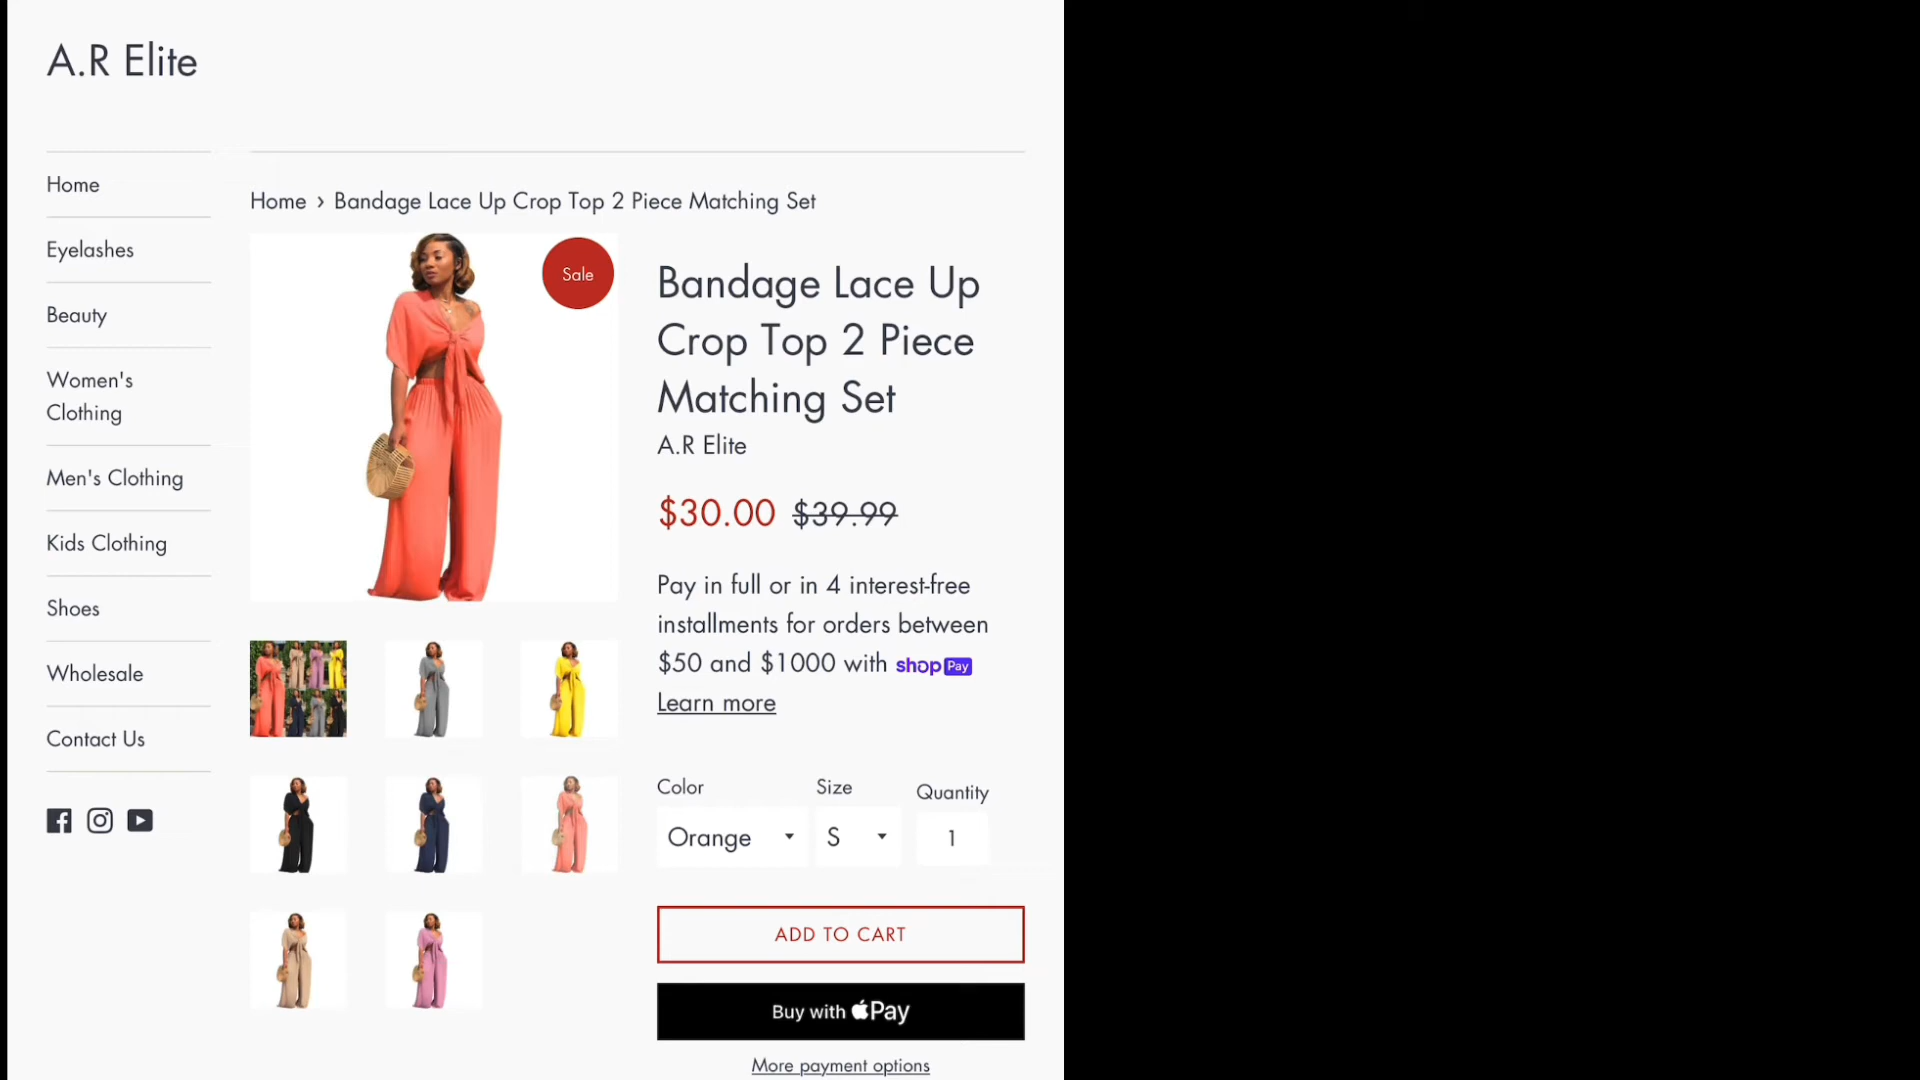 A.R Elite
Home
Eyelashes
Beauty
Women's
Clothing
Men's Clothing
Kids Clothing
Shoes
Wholesale
Contact Us
Home › Bandage Lace Up Crop Top 2 Piece Matching Set
Sale
Bandage Lace Up
Crop Top 2 Piece
Matching Set
A.R Elite
$30.00 $39.99
Pay in full or in 4 interest-free
installments for orders between
$50 and $1000 with shop Pay
Learn more
Color Size Quantity
Orange S 1
ADD TO CART
Buy with Pay
More payment options